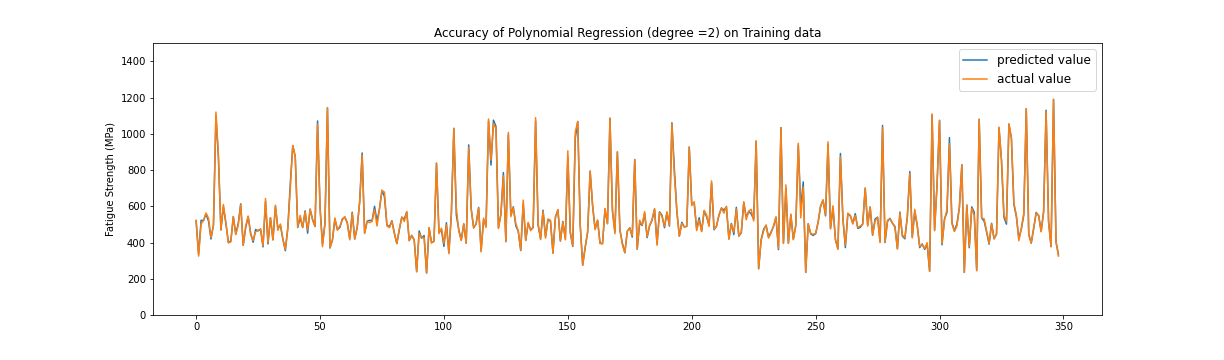 Accuracy of Polynomial Regression (degree =2) on Training data
Fatigue Strength (MPa)
1400
1200
1000
800
600
400
200
0
predicted value
actual value
0 50 100 150 200 250 300 350